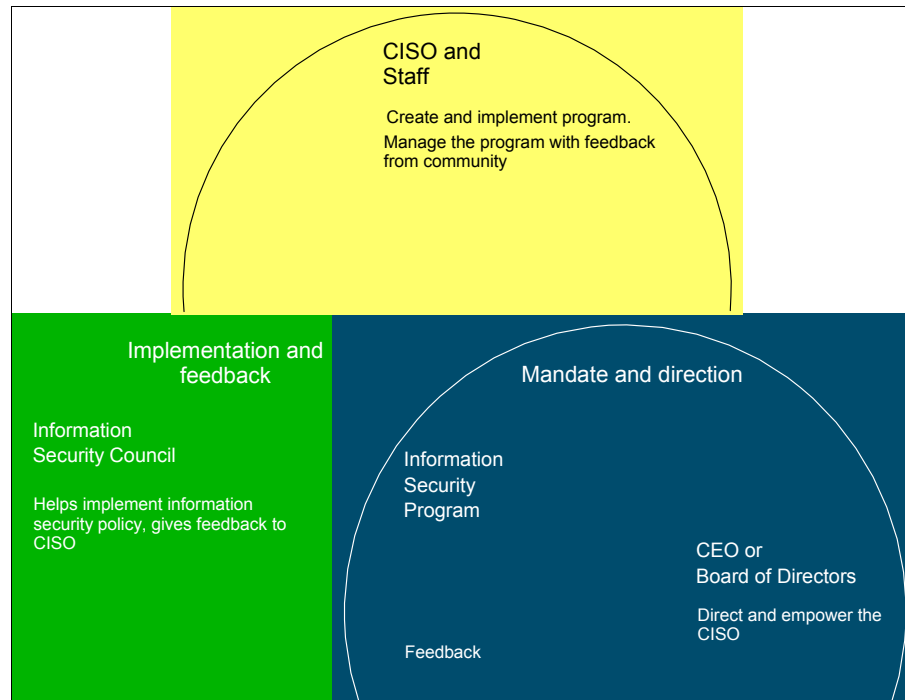 CISO and
Staff
Create and implement program.
Manage the program with feedback
from community
Implementation and
feedback
Information
Security Council
Helps implement information
security policy, gives feedback to
CISO
Mandate and direction
Information
Security
Program
CEO or
Board of Directors
Direct and empower the
CISO
Feedback